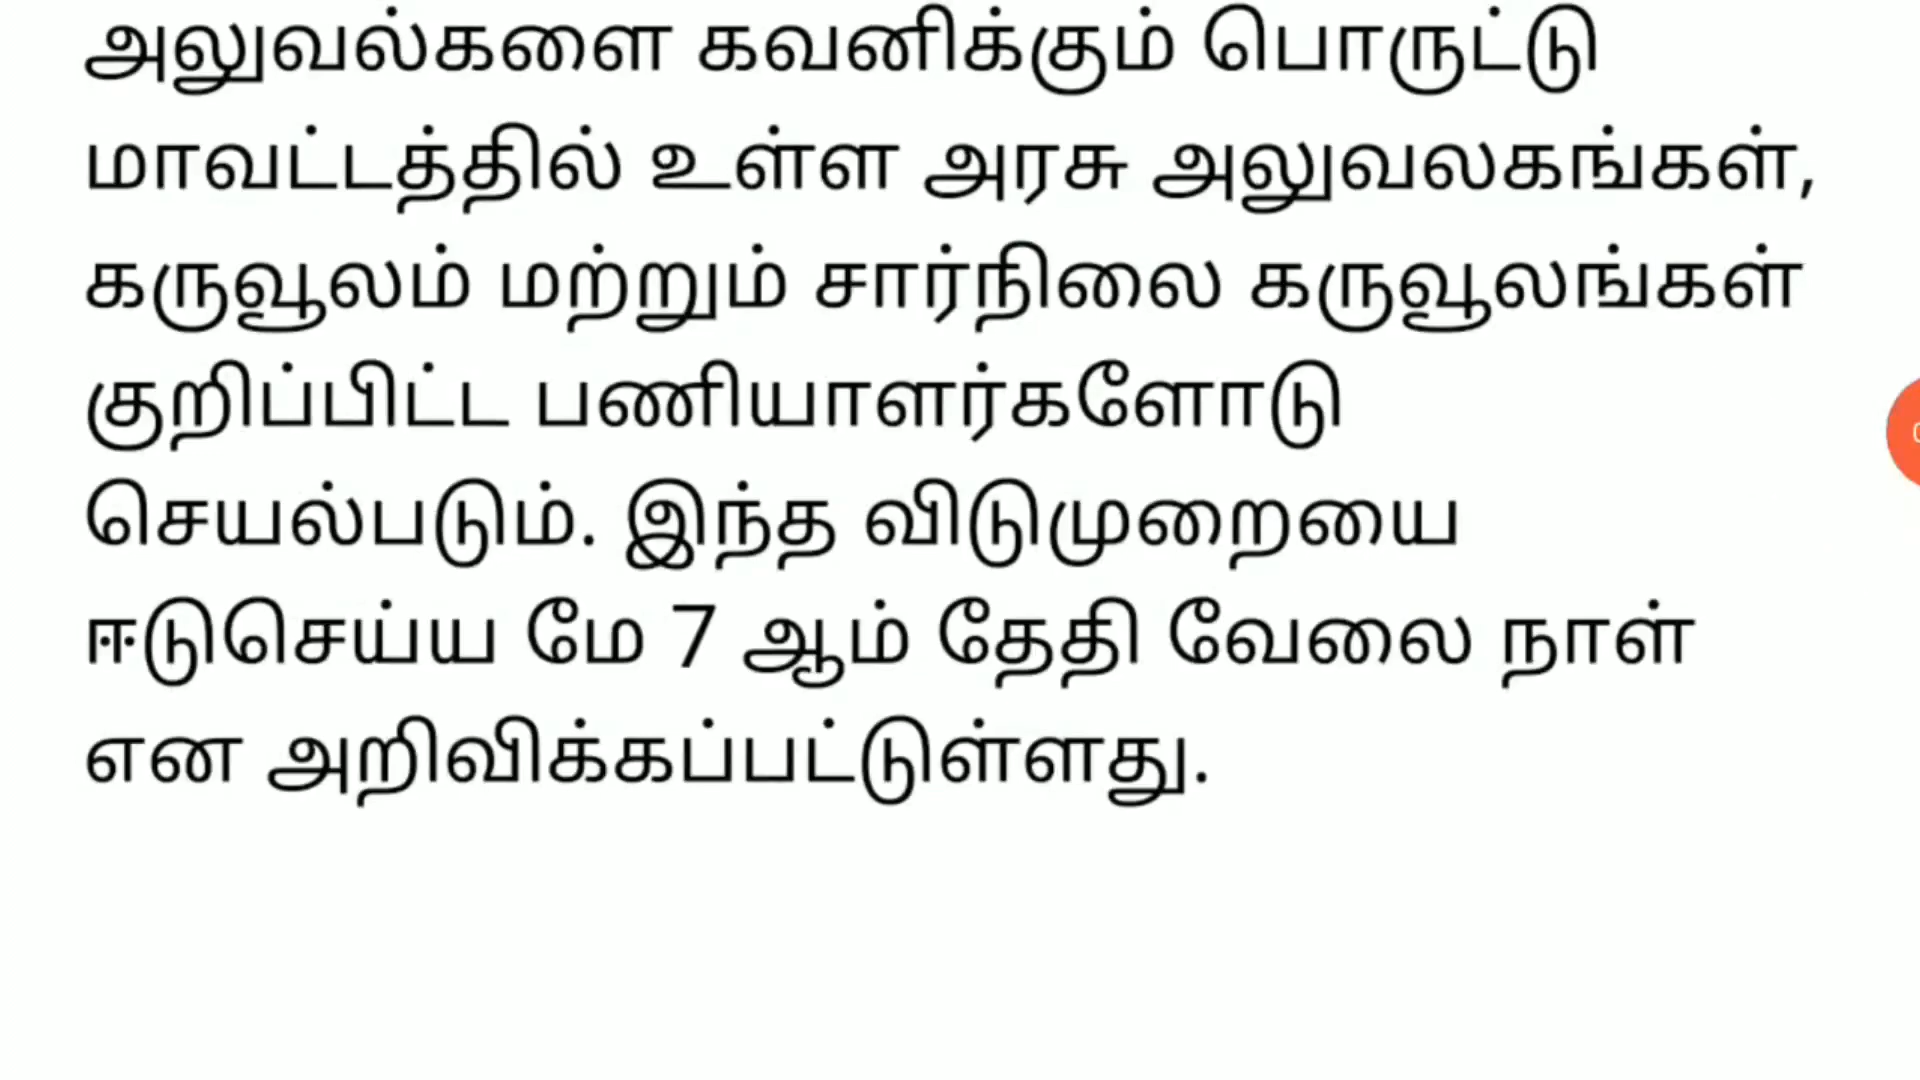 அலுவல்களை கவனிக்கும் பொருட்டு
மாவட்டத்தில் உள்ள அரசு அலுவலகங்கள்,
கருவூலம் மற்றும் சார்நிலை கருவூலங்கள்
குறிப்பிட்ட பணியாளர்களோடு
செயல்படும். இந்த விடுமுறையை
ஈடுசெய்ய மே 7 ஆம் தேதி வேலை நாள்
என அறிவிக்கப்பட்டுள்ளது.